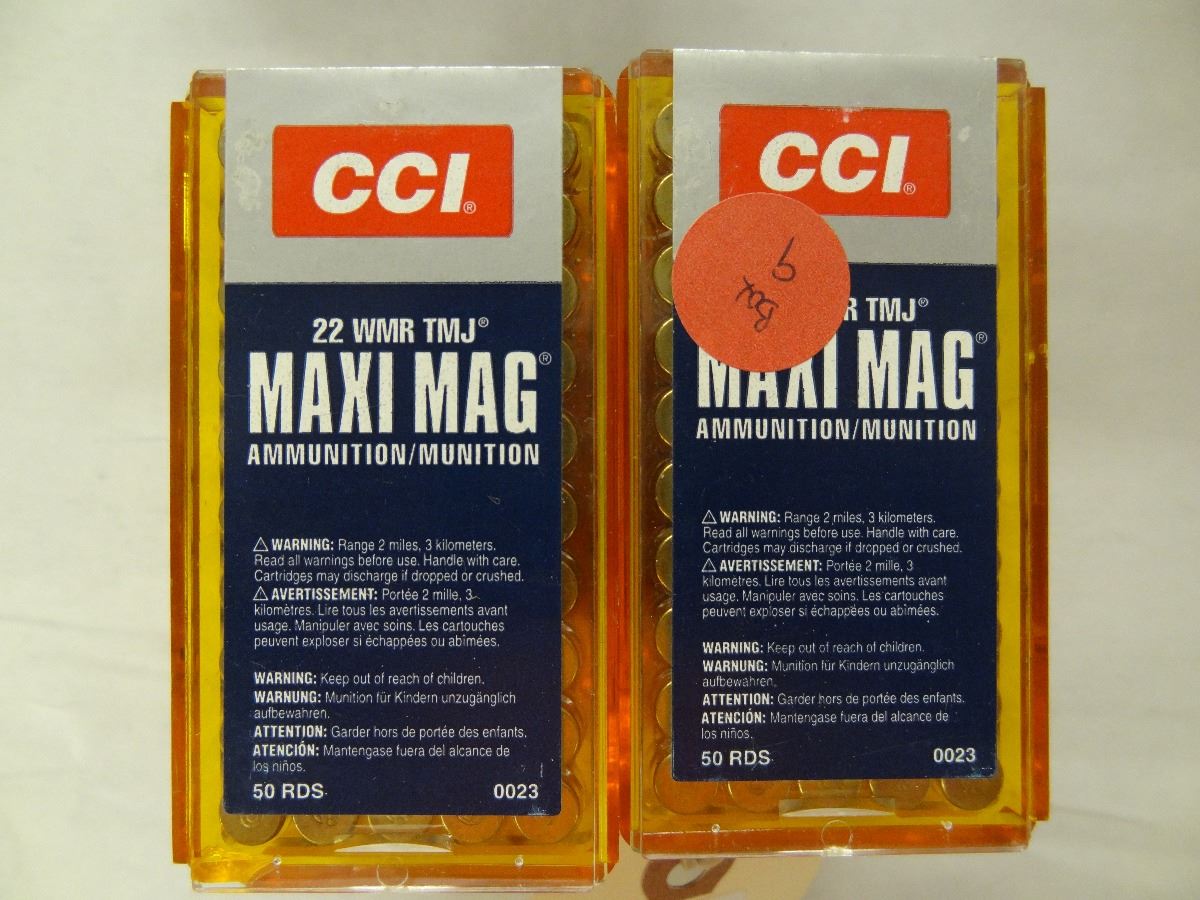 CCI®
22 WMR TMJ®
MAXI MAG®
AMMUNITION/MUNITION
⚠ WARNING: Range 2 miles, 3 kilometers.
Read all warnings before use. Handle with care.
Cartridges may discharge if dropped or crushed.
⚠ AVERTISSEMENT: Portée 2 mille, 3
kilomètres. Lire tous les avertissements avant
usage. Manipuler avec soins. Les cartouches
peuvent exploser si échappées ou abîmées.
WARNING: Keep out of reach of children.
WARNUNG: Munition für Kindern unzugänglich
aufbewahren.
ATTENTION: Garder hors de portée des enfants.
ATENCIÓN: Mantengase fuera del alcance de
los niños.
50 RDS 0023
CCI®
Box
9
R TMJ®
MAXI MAG®
AMMUNITION/MUNITION
⚠ WARNING: Range 2 miles, 3 kilometers.
Read all warnings before use. Handle with care.
Cartridges may discharge if dropped or crushed.
⚠ AVERTISSEMENT: Portée 2 mille, 3
kilometres. Lire tous les avertissements avant
usage. Manipuler avec soins. Les cartouches
peuvent exploser si échappées ou abîmées.
WARNING: Keep out of reach of children.
WARNUNG: Munition für Kindern unzugänglich
aufbewahren.
ATTENTION: Garder hors de portée des enfants.
ATENCIÓN: Mantengase fuera del alcance de
los niños.
50 RDS 0023